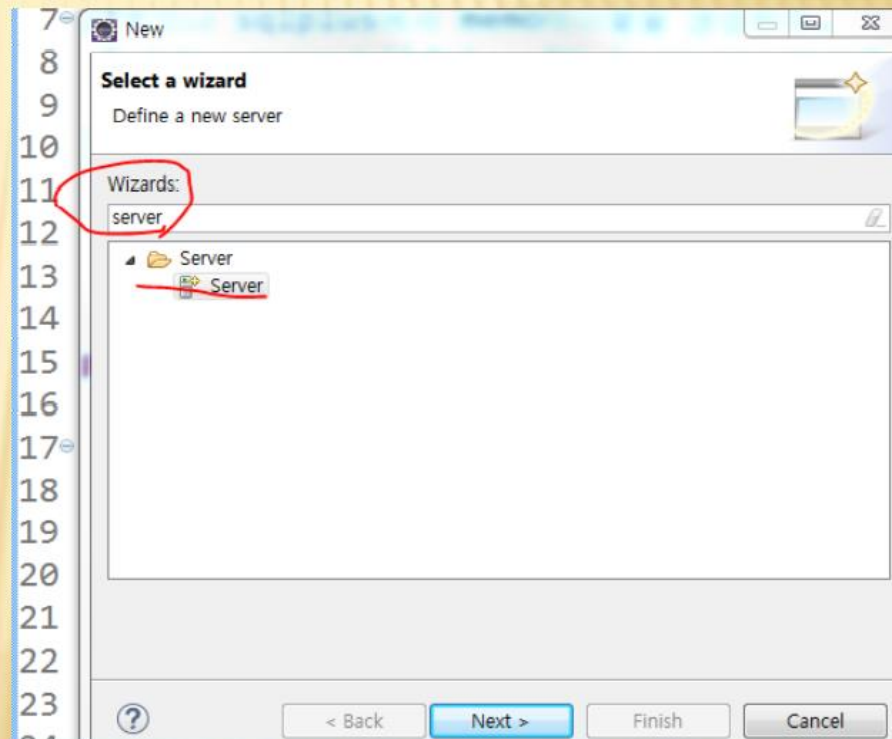 7
New
8
Select a wizard
9
Define a new server
10
11
Wizards:
12
server
Server
13
Server
14
15
16
17
18
19
20
21
22
23
< Back
Next >
Finish
Cancel